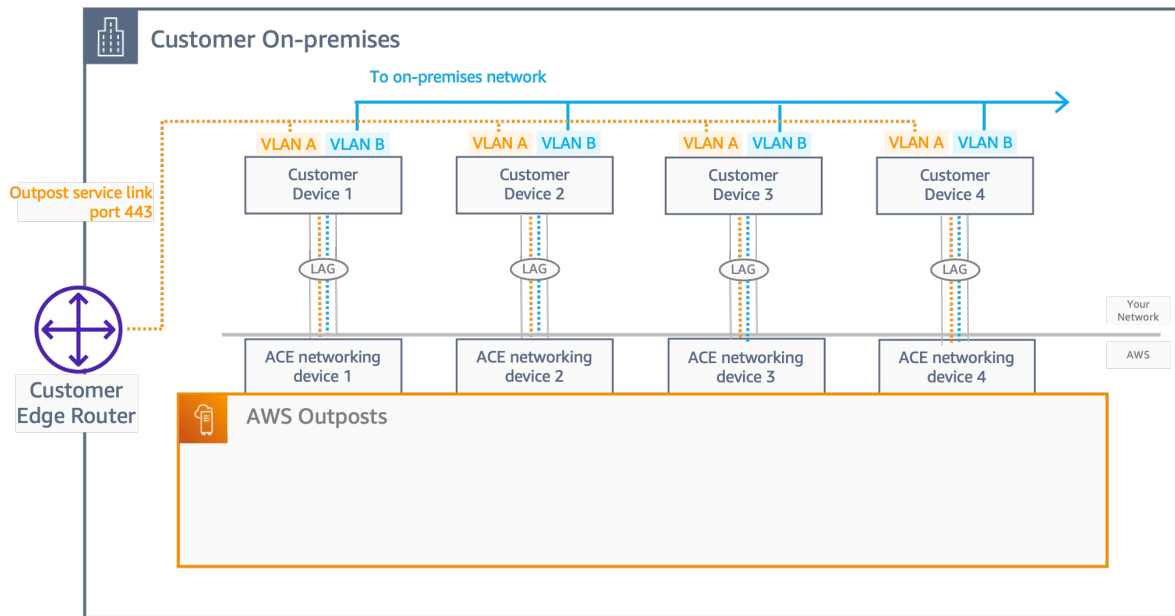 Customer On-premises
To on-premises network
VLAN A VLAN B VLAN A VLAN B VLAN A VLAN B VLAN A VLAN B
Customer
Device 1
Customer
Device 2
Customer
Device 3
Customer
Device 4
Outpost service link
port 443
LAG LAG LAG LAG
Your
Network
AWS
Customer
Edge Router
ACE networking
device 1
ACE networking
device 2
ACE networking
device 3
ACE networking
device 4
AWS Outposts